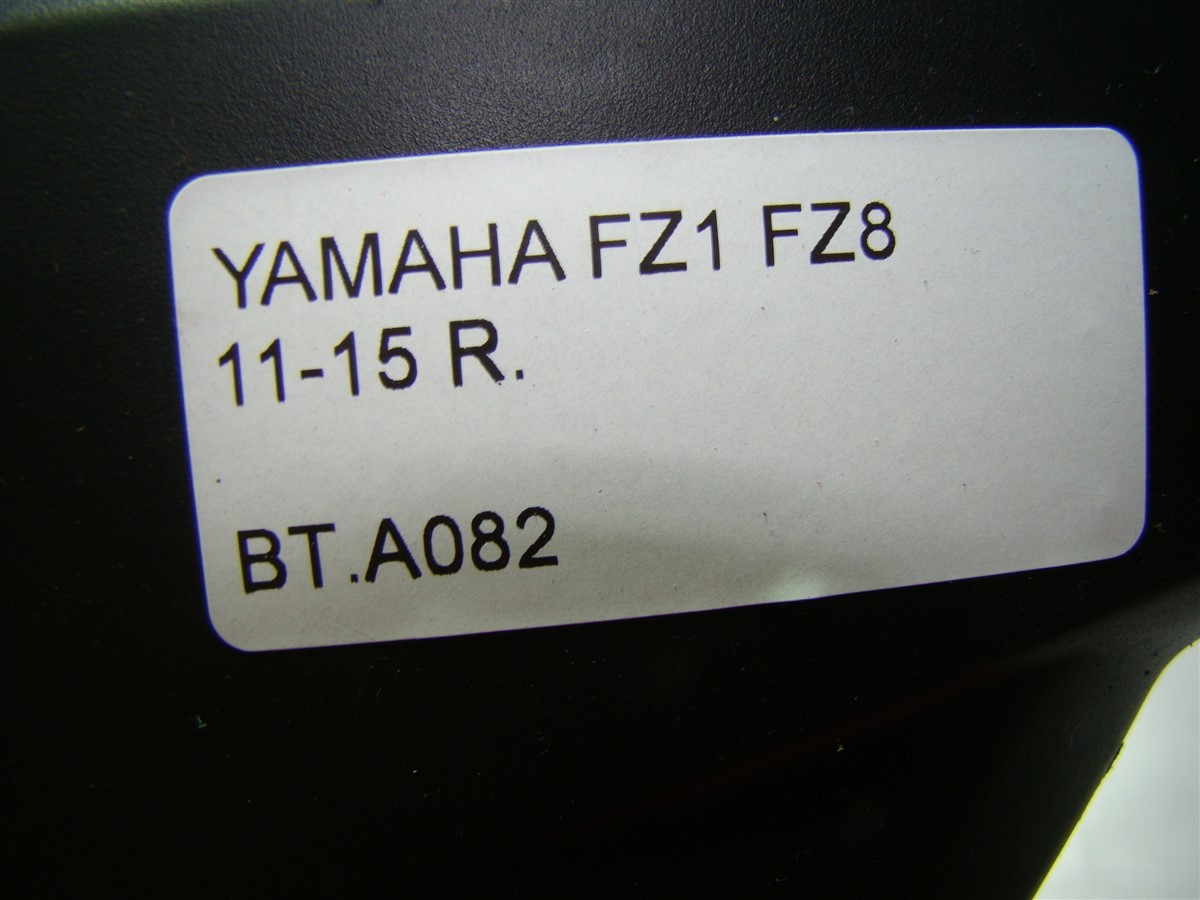 YAMAHA FZ1 FZ8
11-15 R.
BT.A082